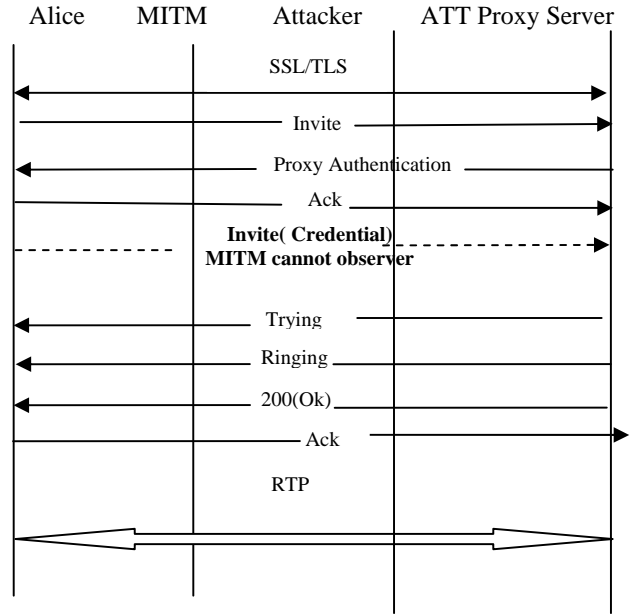 Alice MITM Attacker ATT Proxy Server
SSL/TLS
Invite
Proxy Authentication
Ack
Invite( Credential)
MITM cannot observer
Trying
Ringing
200(Ok)
Ack
RTP